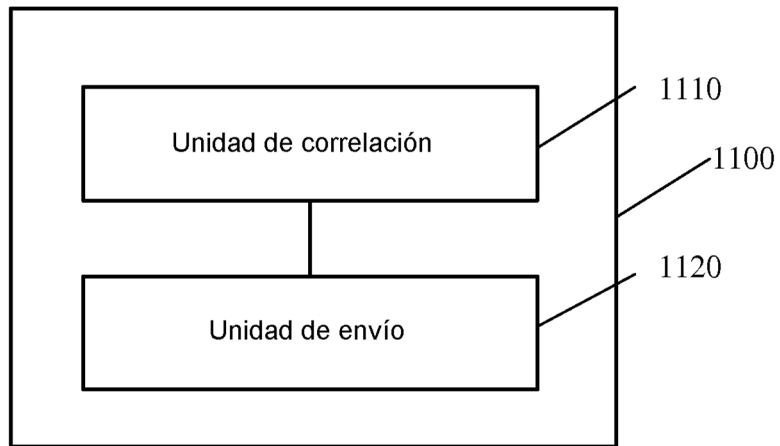 Unidad de correlación
1110
1100
Unidad de envío
1120